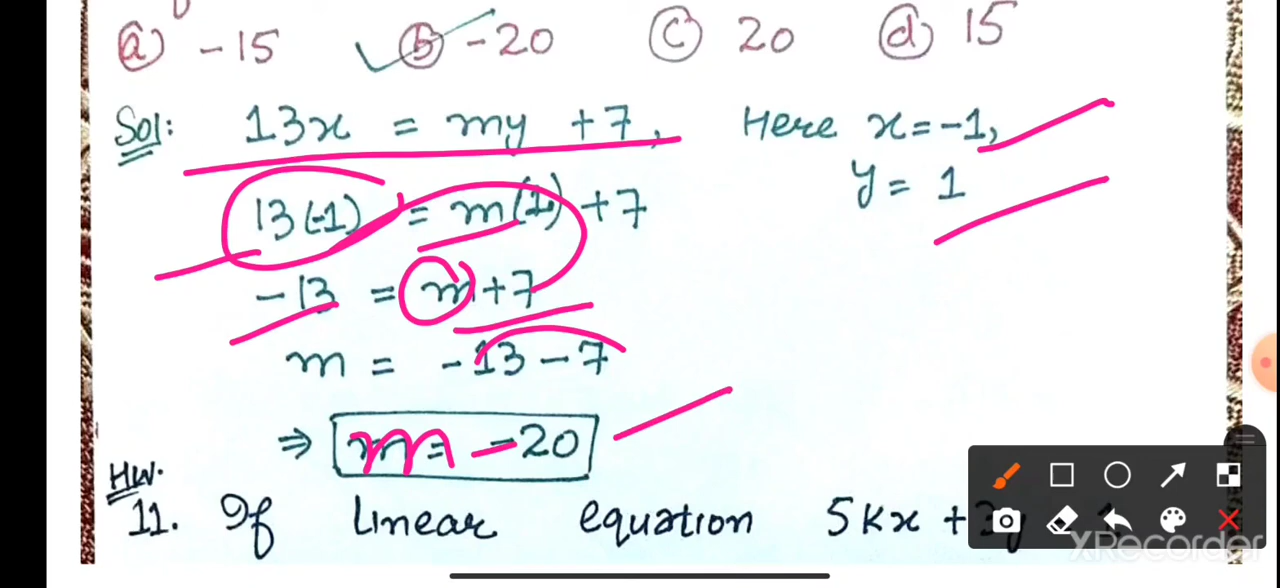 (a) -15 (b) -20 (c) 20 (d) 15
Sol: 13x = my +7, Here x = -1,
y = 1
13(-1) = m(1) +7
-13 = m+7
m = -13 - 7
⇒ m = -20
HW.
11. If Linear equation 5Kx +3y
XRecorder